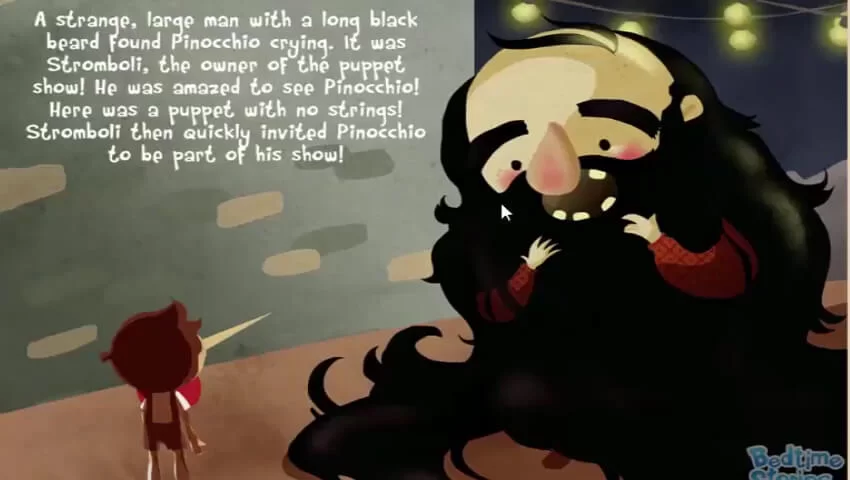 A strange, large man with a long black
beard found Pinocchio crying. It was
Stromboli, the owner of the puppet
show! He was amazed to see Pinocchio!
Here was a puppet with no strings!
Stromboli then quickly invited Pinocchio
to be part of his show!
Bedtime
Stories